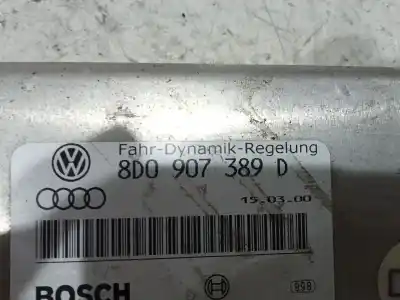 Fahr-Dynamik-Regelung
8D0 907 389 D
15.03.00
BOSCH